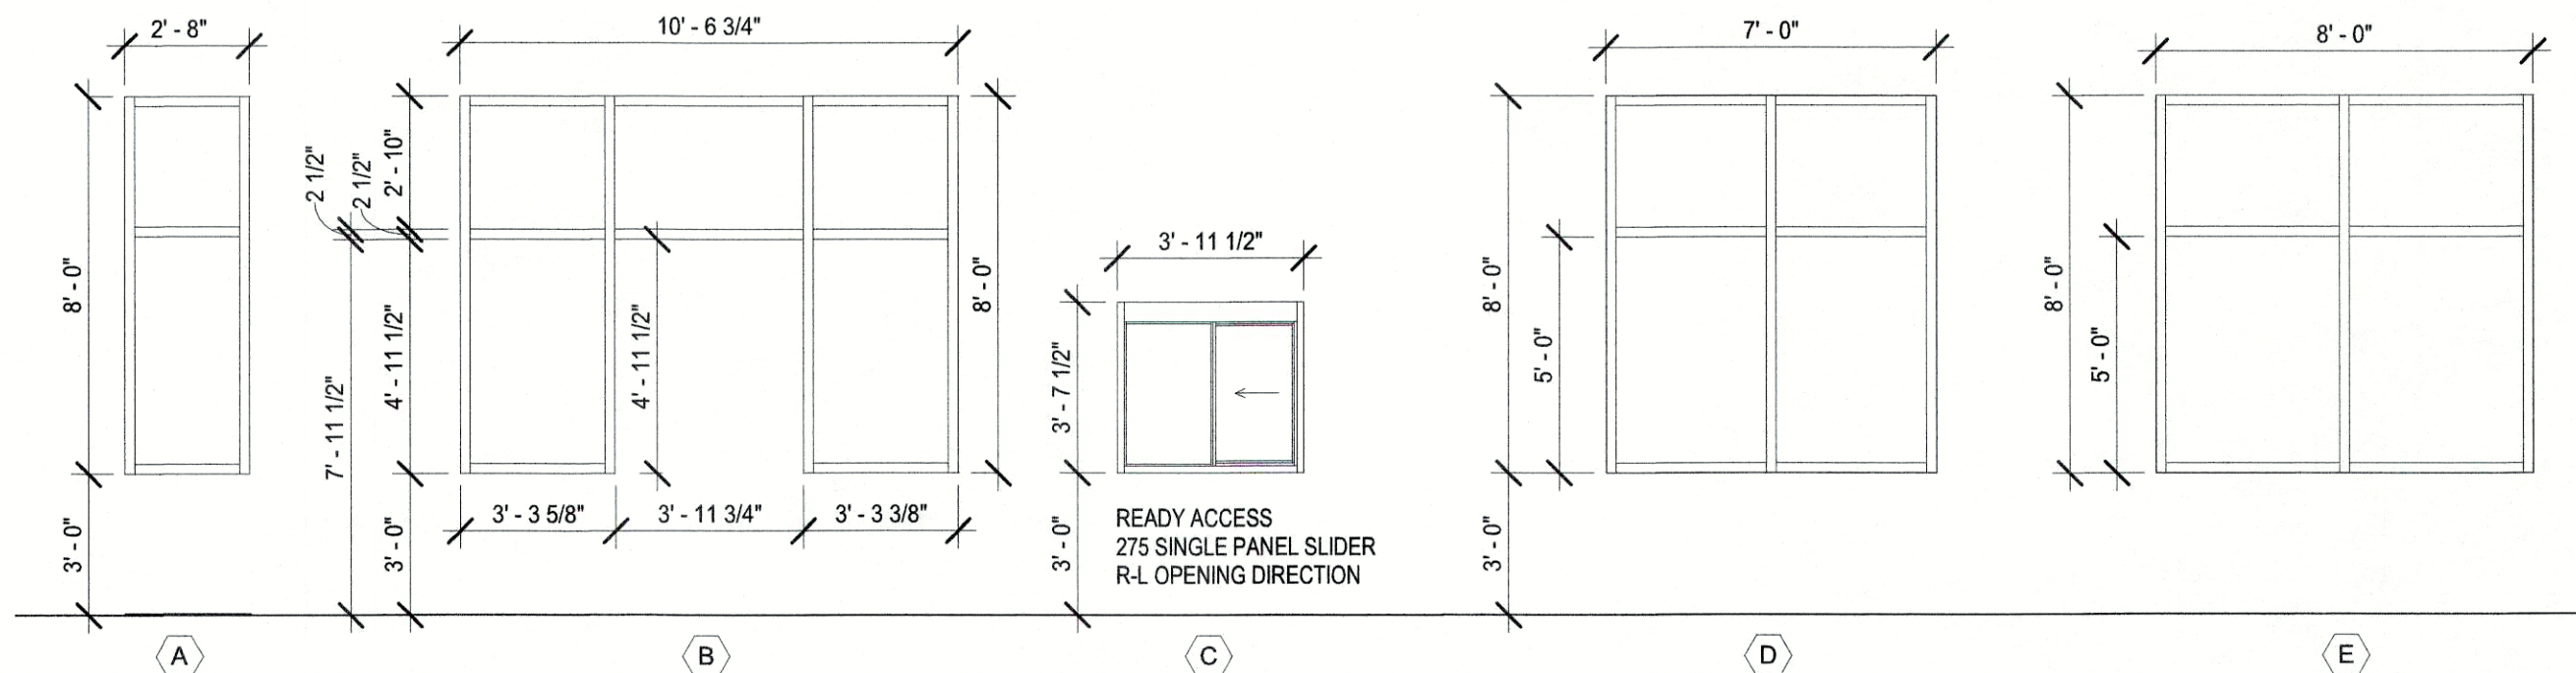 2' - 8"
10' - 6 3/4"
7' - 0"
8' - 0"
8' - 0"
3' - 0"
2 1/2"
2 1/2"
2' - 10"
7' - 11 1/2"
4' - 11 1/2"
3' - 0"
4' - 11 1/2"
8' - 0"
3' - 3 5/8"
3' - 11 3/4"
3' - 3 3/8"
3' - 11 1/2"
3' - 7 1/2"
3' - 0"
READY ACCESS
275 SINGLE PANEL SLIDER
R-L OPENING DIRECTION
8' - 0"
5' - 0"
3' - 0"
8' - 0"
5' - 0"
A
B
C
D
E